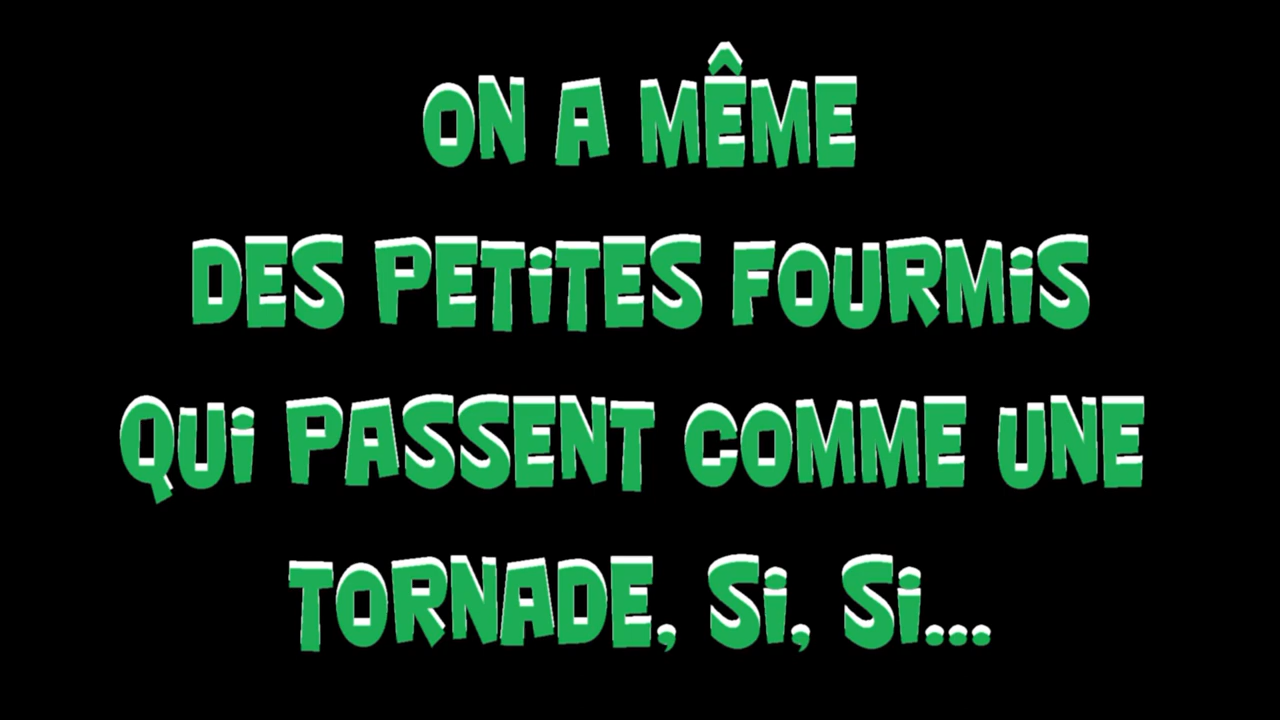 ON A MÊME
DES PETITES FOURMIS
QUI PASSENT COMME UNE
TORNADE, SI, SI...